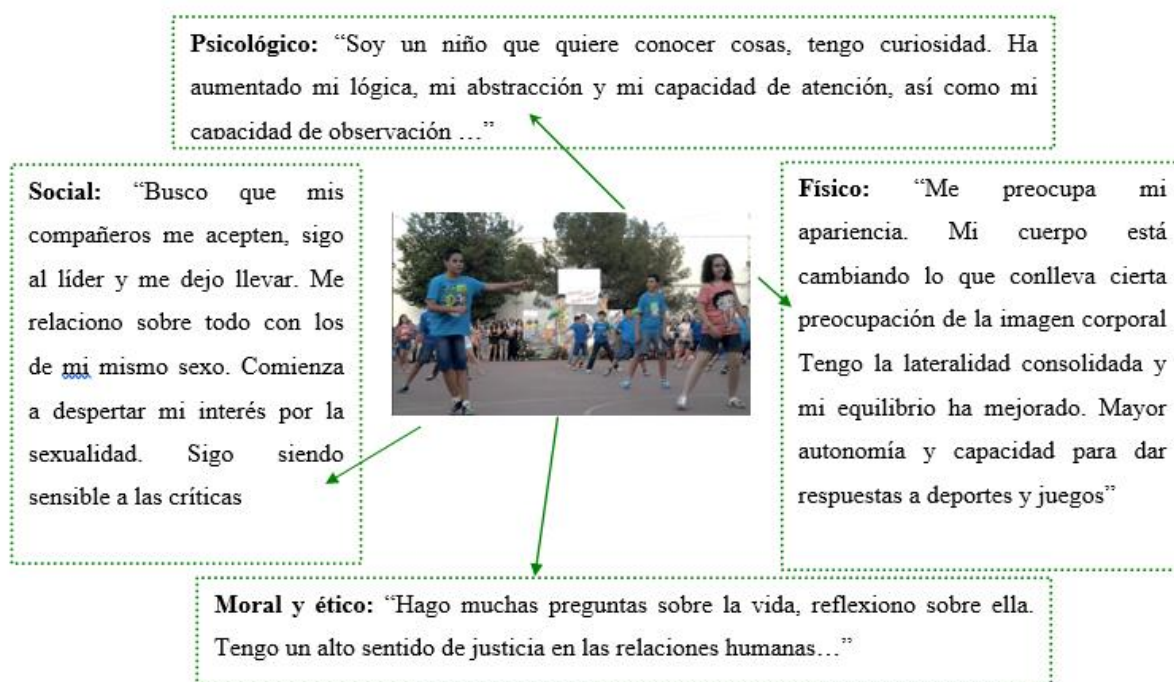 Psicológico: “Soy un niño que quiere conocer cosas, tengo curiosidad. Ha
aumentado mi lógica, mi abstracción y mi capacidad de atención, así como mi
capacidad de observación …”
Social: “Busco que mis
compañeros me acepten, sigo
al líder y me dejo llevar. Me
relaciono sobre todo con los
de mi mismo sexo. Comienza
a despertar mi interés por la
sexualidad. Sigo siendo
sensible a las críticas
Físico: “Me preocupa mi
apariencia. Mi cuerpo está
cambiando lo que conlleva cierta
preocupación de la imagen corporal
Tengo la lateralidad consolidada y
mi equilibrio ha mejorado. Mayor
autonomía y capacidad para dar
respuestas a deportes y juegos”
Moral y ético: “Hago muchas preguntas sobre la vida, reflexiono sobre ella.
Tengo un alto sentido de justicia en las relaciones humanas…”